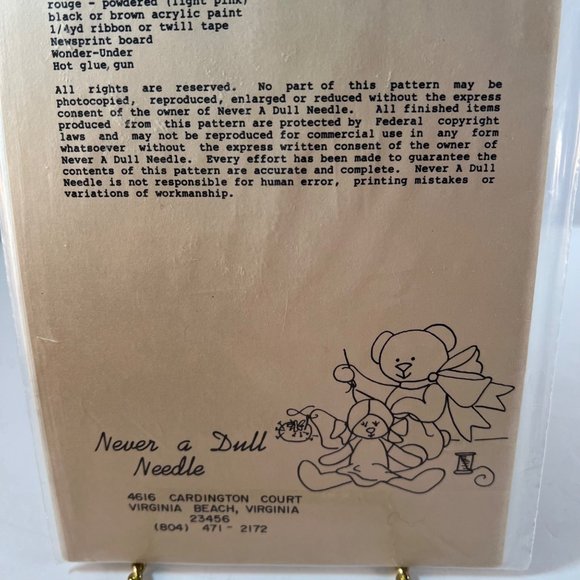 rouge - powdered (light pink)
black or brown acrylic paint
1/4yd ribbon or twill tape
Newsprint board
Wonder-Under
Hot glue gun
All rights are reserved. No part of this pattern may be
photocopied, reproduced, enlarged or reduced without the express
consent of the owner of Never A Dull Needle. All finished items
produced from this pattern are protected by Federal copyright
laws and may not be reproduced for commercial use in any form
whatsoever without the express written consent of the owner of
Never A Dull Needle. Every effort has been made to guarantee the
contents of this pattern are accurate and complete. Never A Dull
Needle is not responsible for human error, printing mistakes or
variations of workmanship.
Never a Dull
Needle
4616 CARDINGTON COURT
VIRGINIA BEACH, VIRGINIA
23456
(804) 471-2172